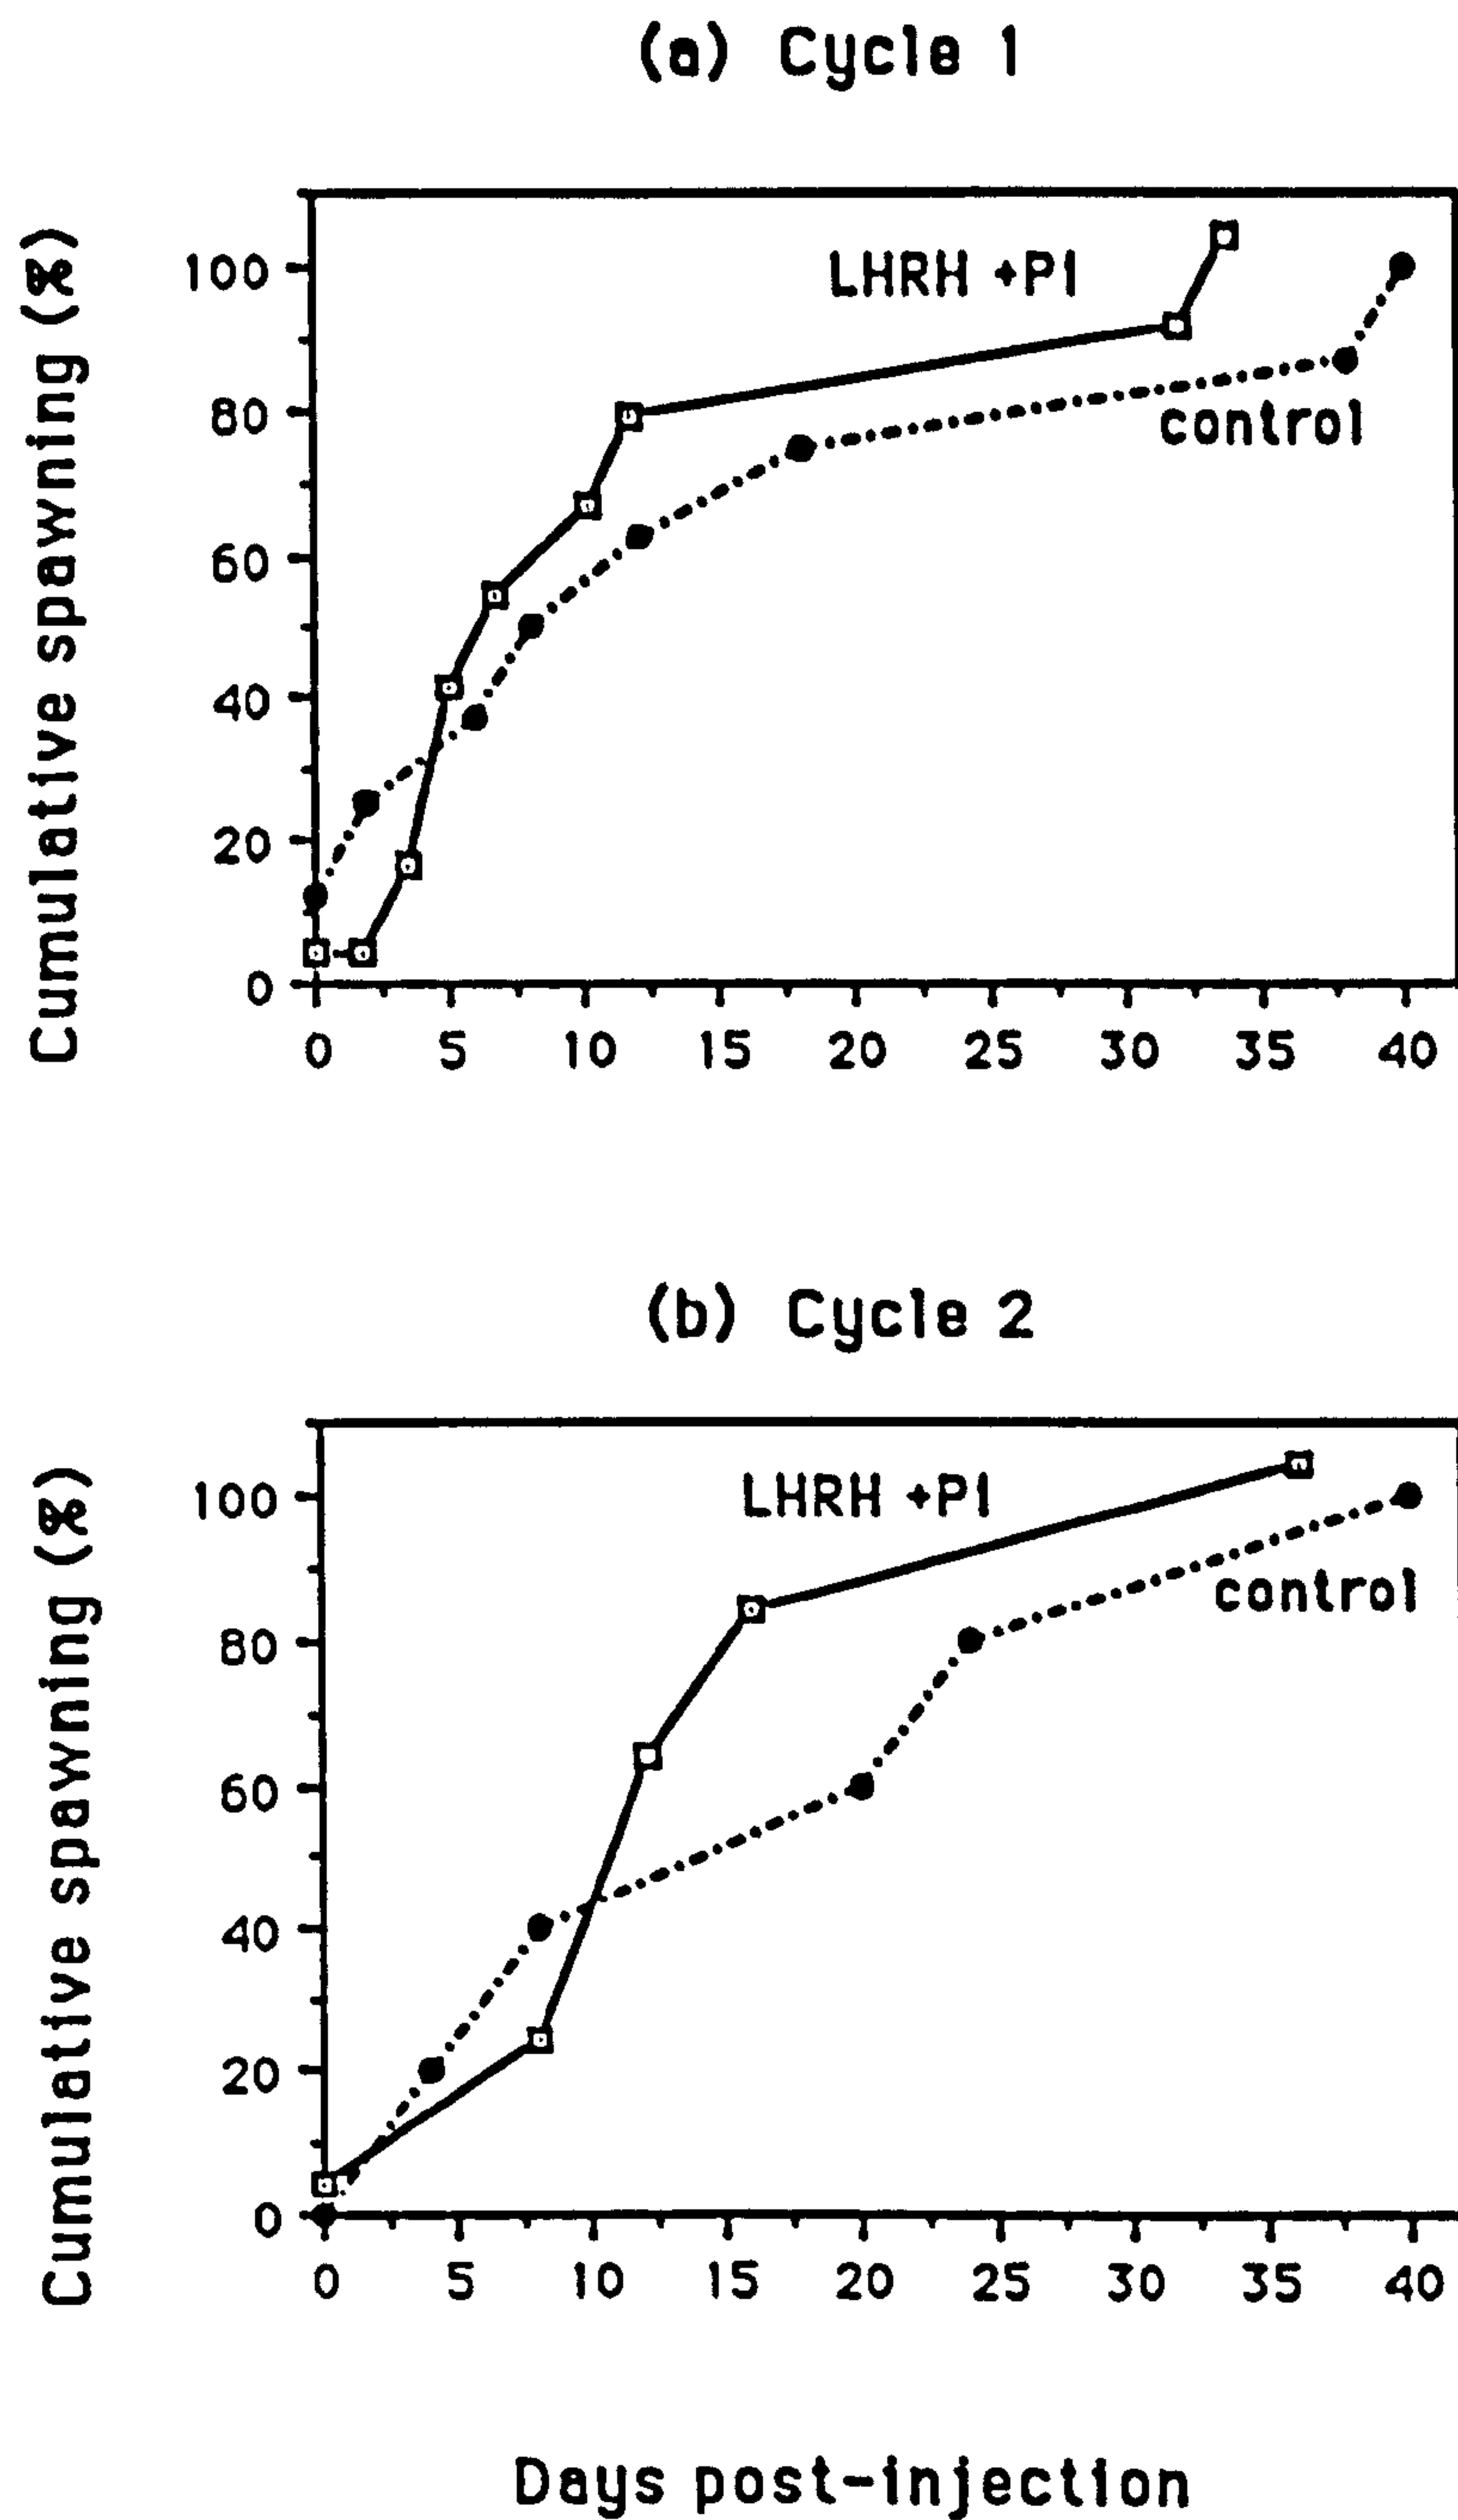 (a) Cycle 1
Cumulative spawning (%)
100
80
60
40
20
0
LHRH +PI
control
0 5 10 15 20 25 30 35 40
(b) Cycle 2
Cumulative spawning (%)
100
80
60
40
20
0
LHRH +PI
control
0 5 10 15 20 25 30 35 40
Days post-injection